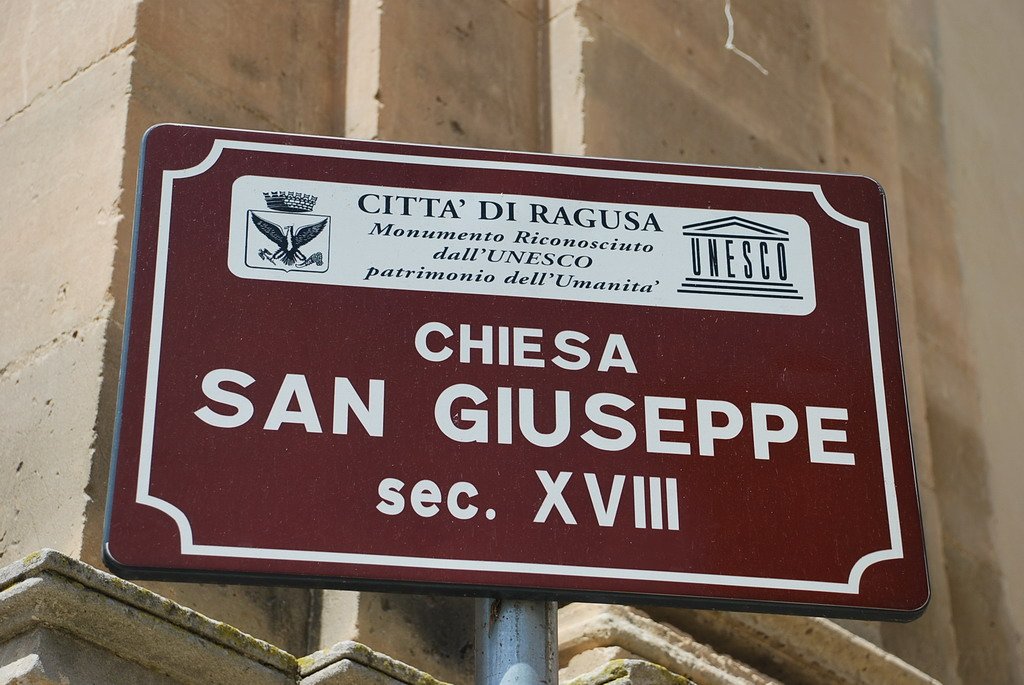 CITTA' DI RAGUSA
Monumento Riconosciuto
dall'UNESCO
patrimonio dell'Umanita'
UNESCO
CHIESA
SAN GIUSEPPE
sec. XVIII